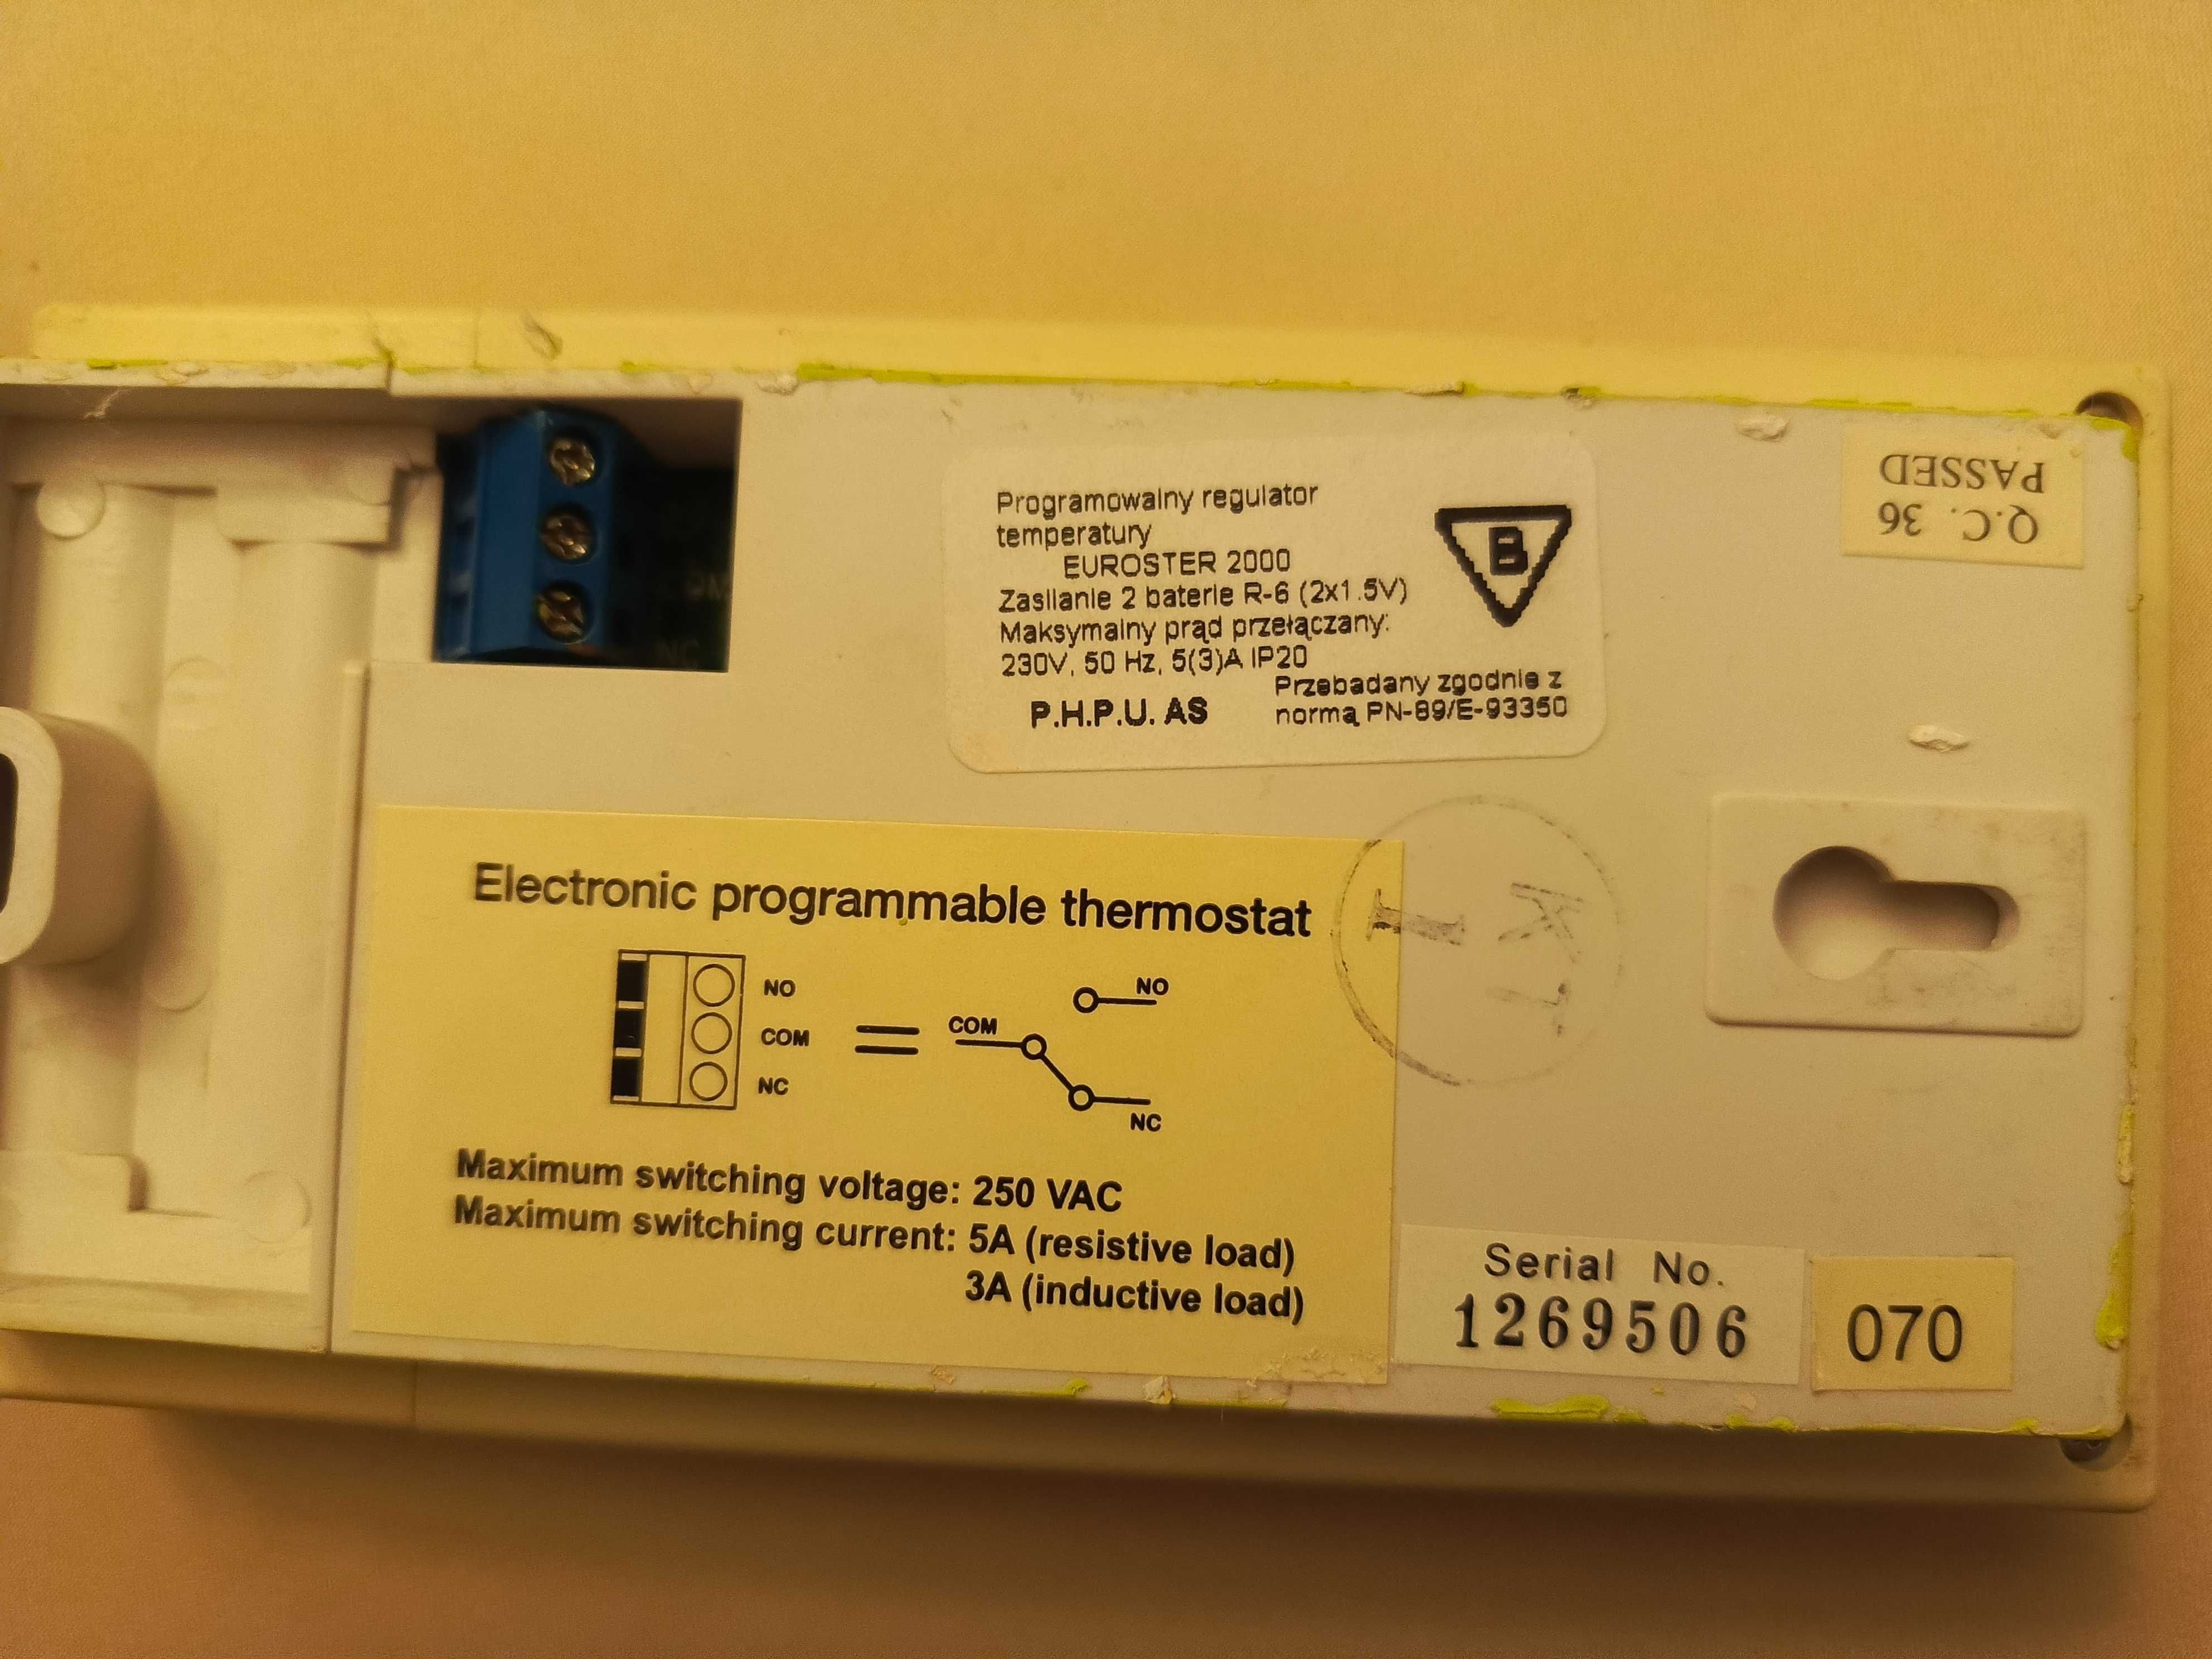 Q.C. 36
PASSED
Programowalny regulator
temperatury
EUROSTER 2000
Zasilanie 2 baterie R-6 (2x1.5V)
Maksymalny prąd przełączany:
230V, 50 Hz, 5(3)A IP20
B
P.H.P.U. AS
Przebadany zgodnie z
normą PN-89/E-93350
NC
Electronic programmable thermostat
NO
COM
NC
=
COM
NO
NC
Maximum switching voltage: 250 VAC
Maximum switching current: 5A (resistive load)
3A (inductive load)
Serial No.
1269506
070